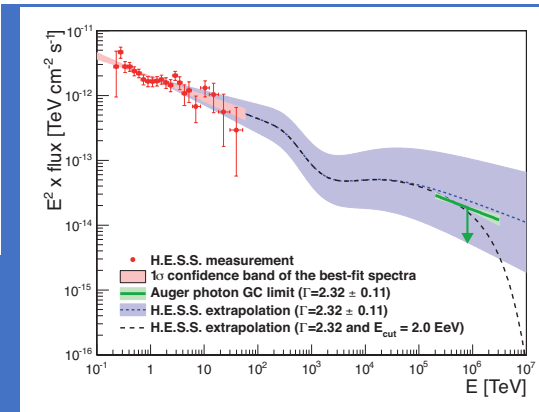 E² x flux [TeV cm⁻² s⁻¹]
10⁻¹¹
10⁻¹²
10⁻¹³
10⁻¹⁴
10⁻¹⁵
10⁻¹⁶
H.E.S.S. measurement
1σ confidence band of the best-fit spectra
Auger photon GC limit (Γ=2.32 ± 0.11)
H.E.S.S. extrapolation (Γ=2.32 ± 0.11)
H.E.S.S. extrapolation (Γ=2.32 and E_cut = 2.0 EeV)
10⁻¹ 1 10 10² 10³ 10⁴ 10⁵ 10⁶ 10⁷
E [TeV]